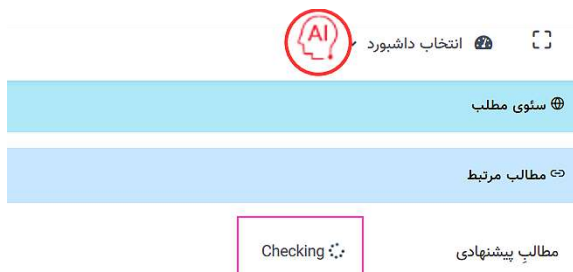 انتخاب داشبورد AI
سئوی مطلب
مطالب مرتبط
مطالبِ پیشنهادی Checking